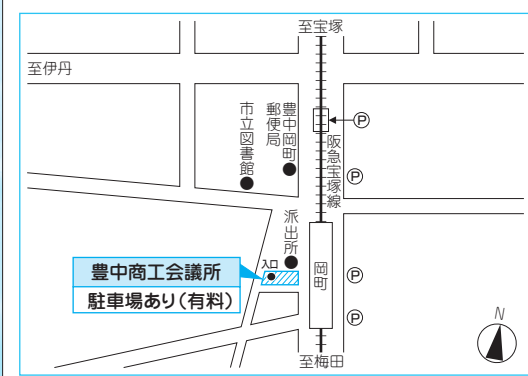 至宝塚
至伊丹
市立図書館
豊中岡町
郵便局
Ⓟ
阪急宝塚線
Ⓟ
派出所
入口
岡町
豊中商工会議所
駐車場あり(有料)
Ⓟ
Ⓟ
N
至梅田